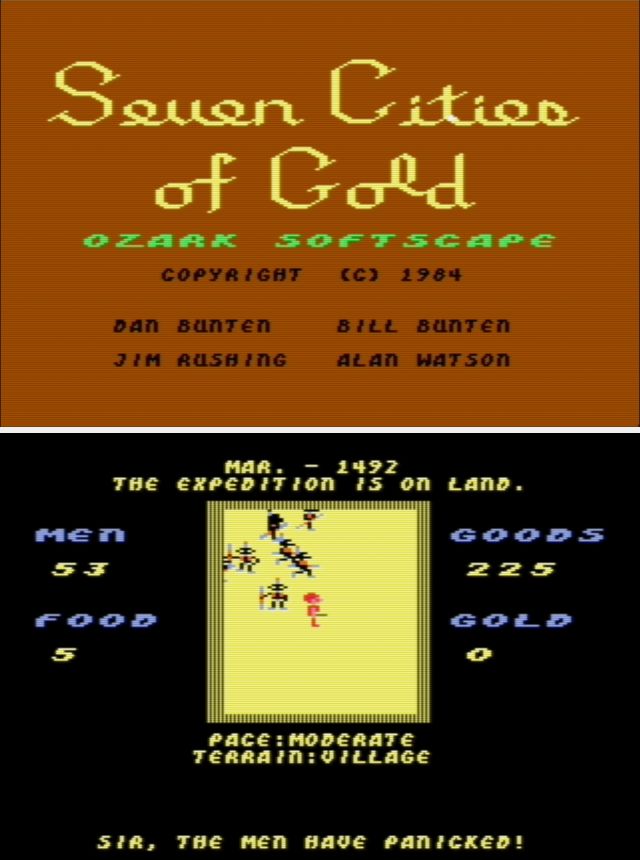 Seven Cities
of Gold
OZARK SOFTSCAPE
COPYRIGHT (C) 1984
DAN BUNTEN BILL BUNTEN
JIM RUSHING ALAN WATSON
MAR. - 1492
THE EXPEDITION IS ON LAND.
MEN GOODS
53 225
FOOD GOLD
5 0
PACE:MODERATE
TERRAIN:VILLAGE
SIR, THE MEN HAVE PANICKED!